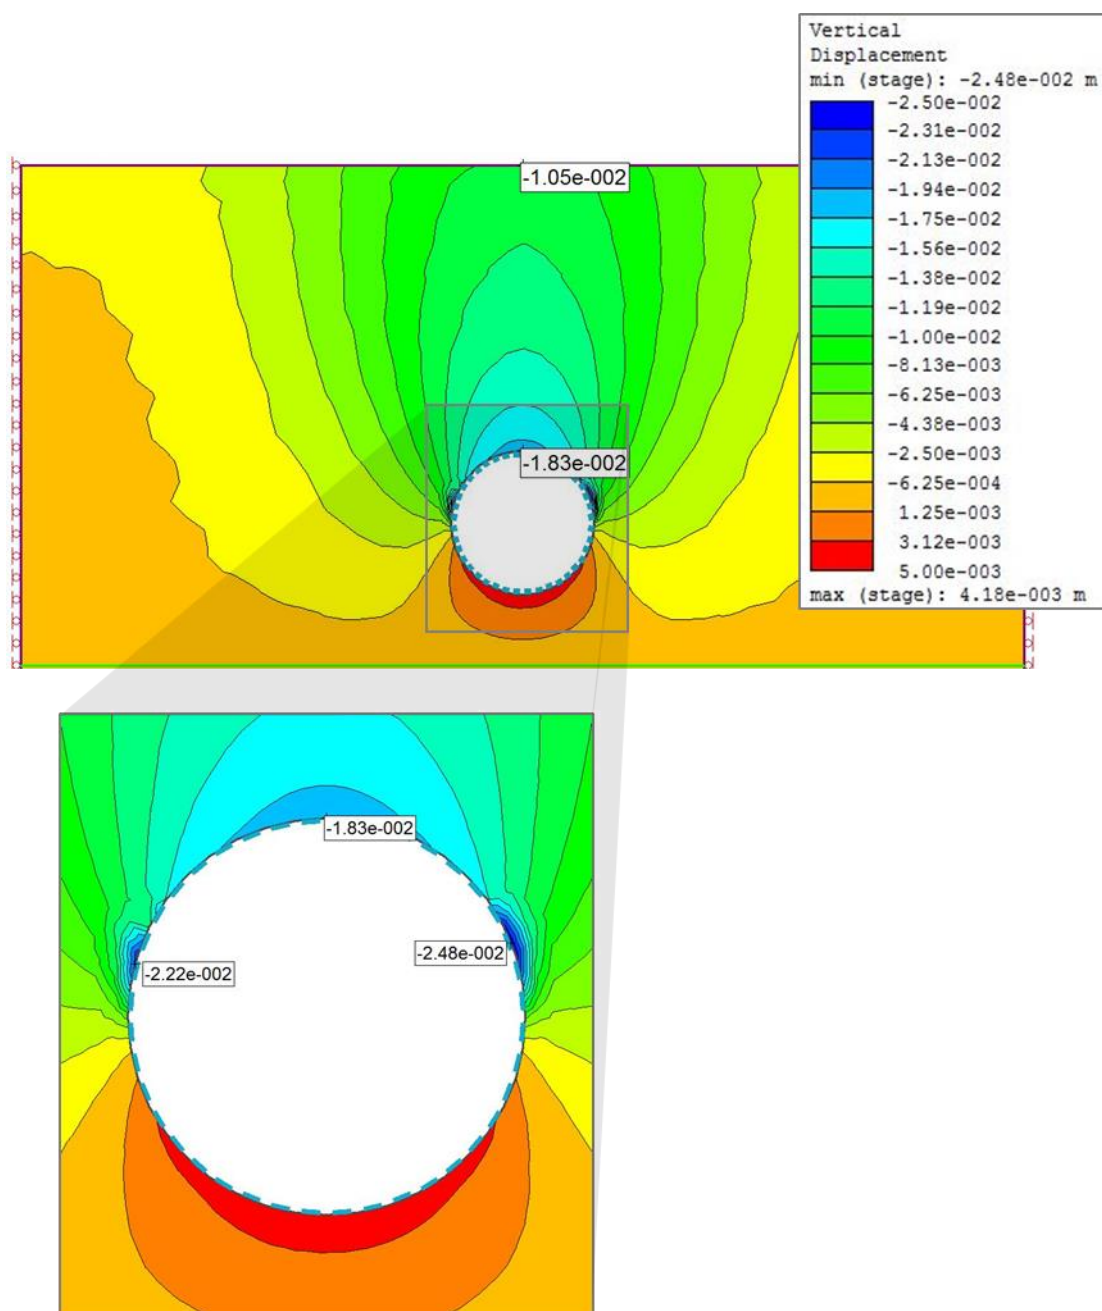 Vertical
Displacement
min (stage): -2.48e-002 m
-2.50e-002
-2.31e-002
-2.13e-002
-1.94e-002
-1.75e-002
-1.56e-002
-1.38e-002
-1.19e-002
-1.00e-002
-8.13e-003
-6.25e-003
-4.38e-003
-2.50e-003
-6.25e-004
1.25e-003
3.12e-003
5.00e-003
max (stage): 4.18e-003 m
-1.05e-002
-1.83e-002
-1.83e-002
-2.48e-002
-2.22e-002